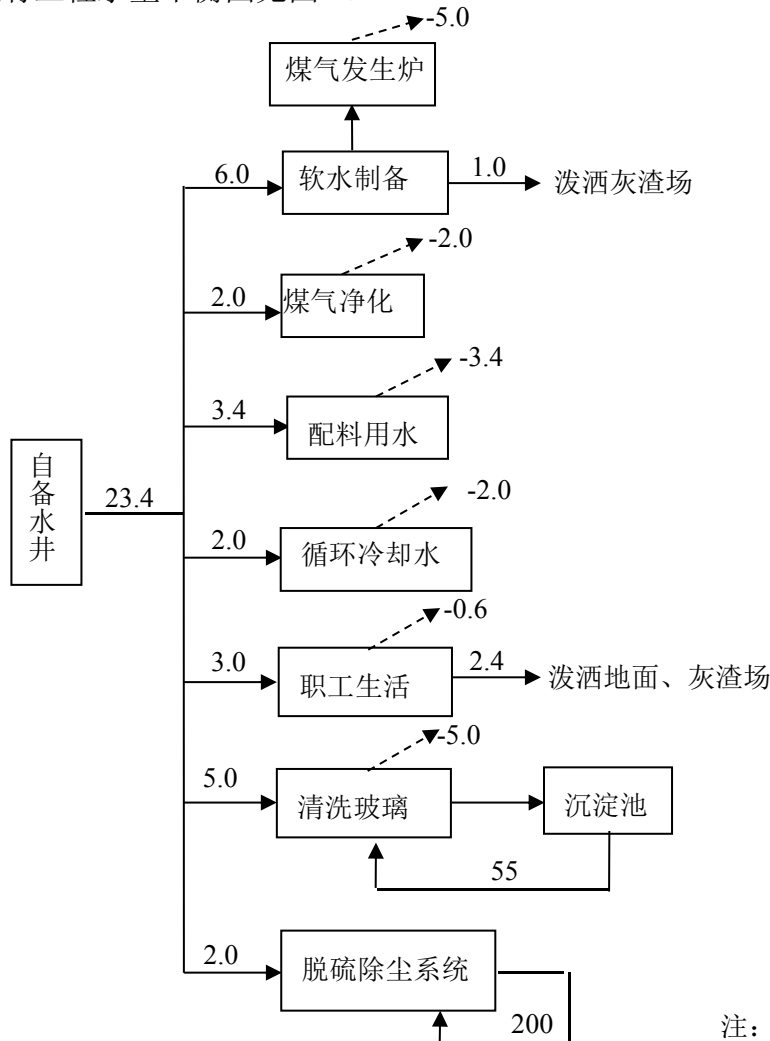 -5.0
煤气发生炉
6.0
软水制备
1.0
泼洒灰渣场
-2.0
2.0
煤气净化
-3.4
3.4
配料用水
自备水井
23.4
-2.0
2.0
循环冷却水
-0.6
3.0
职工生活
2.4
泼洒地面、灰渣场
-5.0
5.0
清洗玻璃
沉淀池
55
2.0
脱硫除尘系统
200
注：